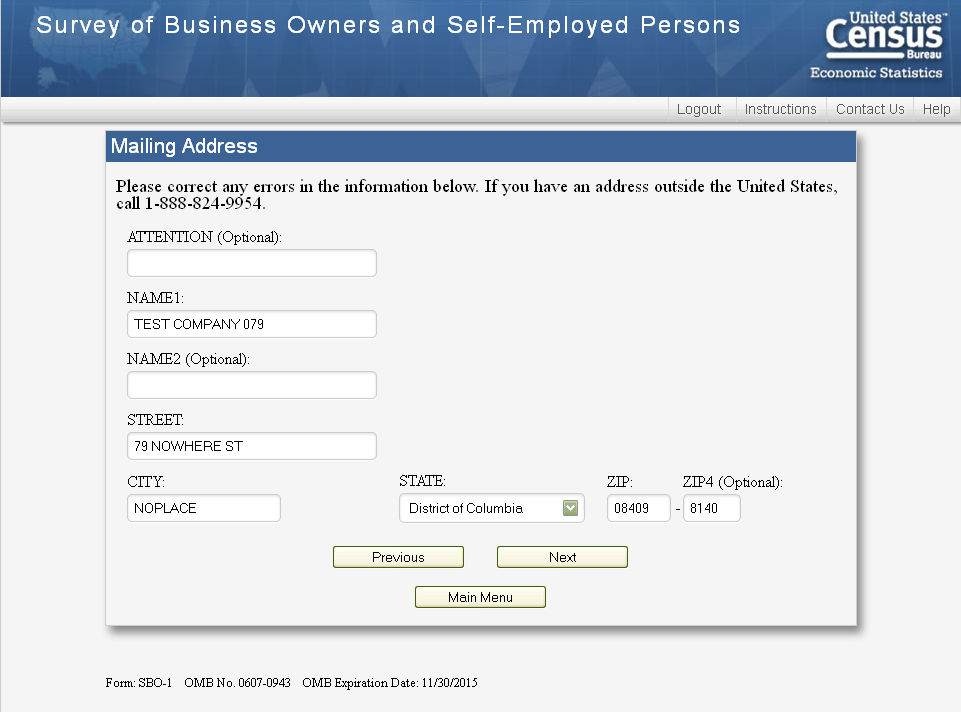 Survey of Business Owners and Self-Employed Persons
United States™
Census
Bureau
Economic Statistics
Logout Instructions Contact Us Help
Mailing Address
Please correct any errors in the information below. If you have an address outside the United States,
call 1-888-824-9954.
ATTENTION (Optional):
NAME1:
TEST COMPANY 079
NAME2 (Optional):
STREET:
79 NOWHERE ST
CITY: STATE: ZIP: ZIP4 (Optional):
NOPLACE District of Columbia 08409 - 8140
Previous Next
Main Menu
Form: SBO-1 OMB No. 0607-0943 OMB Expiration Date: 11/30/2015